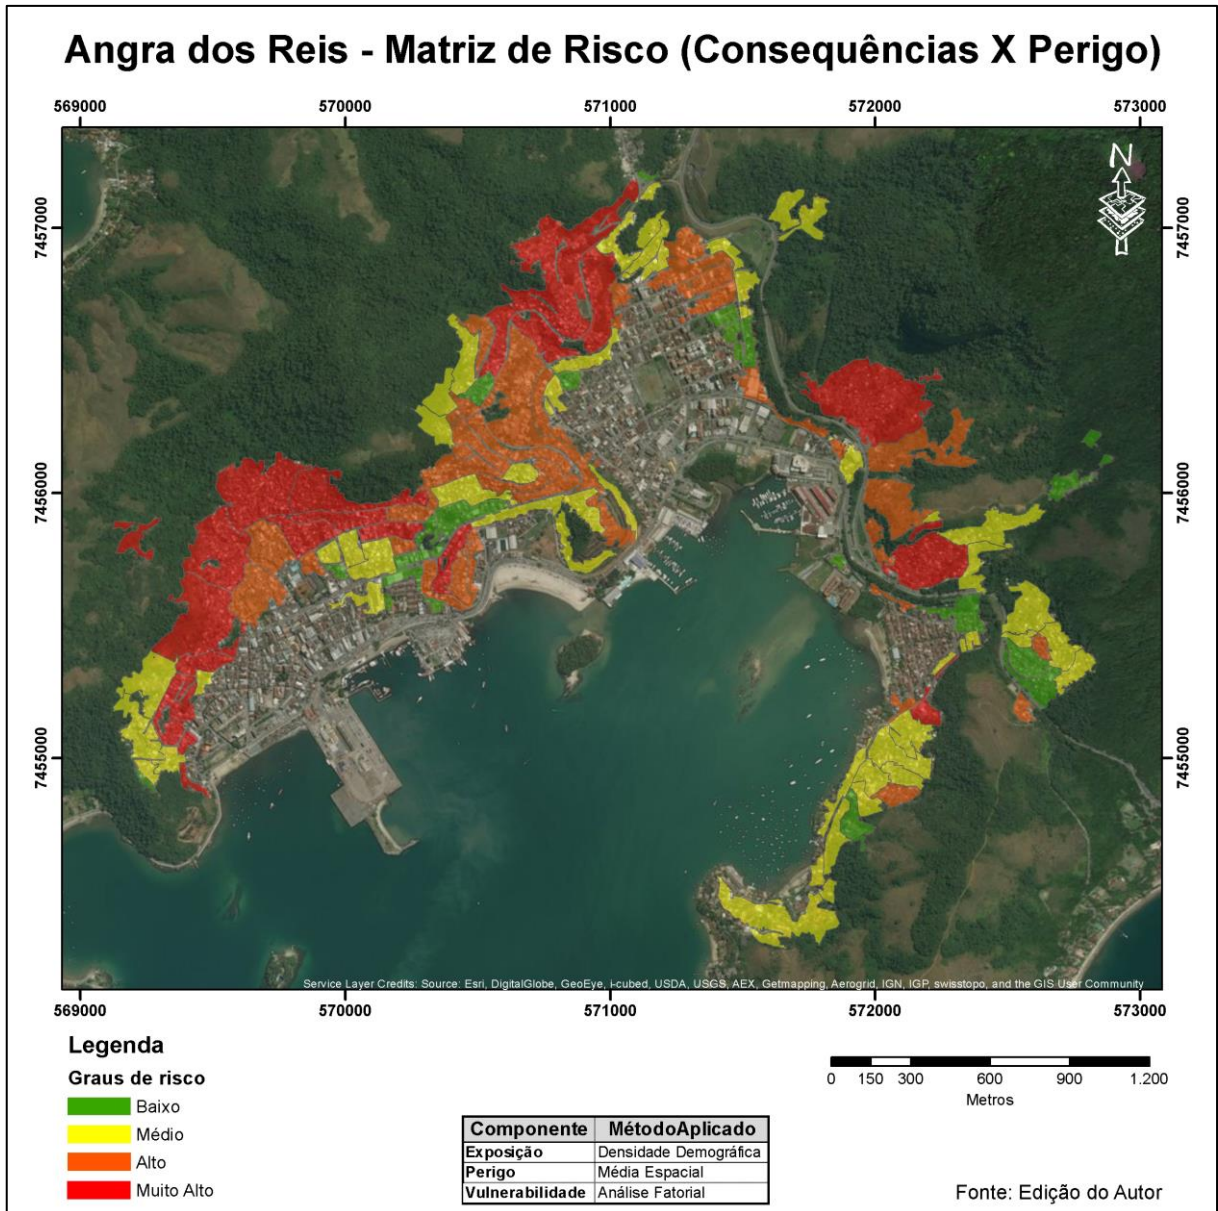 Angra dos Reis - Matriz de Risco (Consequências X Perigo)
569000 570000 571000 572000 573000
N
7457000 7457000
7456000 7456000
7455000 7455000
Service Layer Credits: Source: Esri, DigitalGlobe, GeoEye, i-cubed, USDA, USGS, AEX, Getmapping, Aerogrid, IGN, IGP, swisstopo, and the GIS User Community
569000 570000 571000 572000 573000
Legenda
Graus de risco
Baixo
Médio
Alto
Muito Alto
Componente MétodoAplicado
Exposição Densidade Demográfica
Perigo Média Espacial
Vulnerabilidade Análise Fatorial
0 150 300 600 900 1.200
Metros
Fonte: Edição do Autor